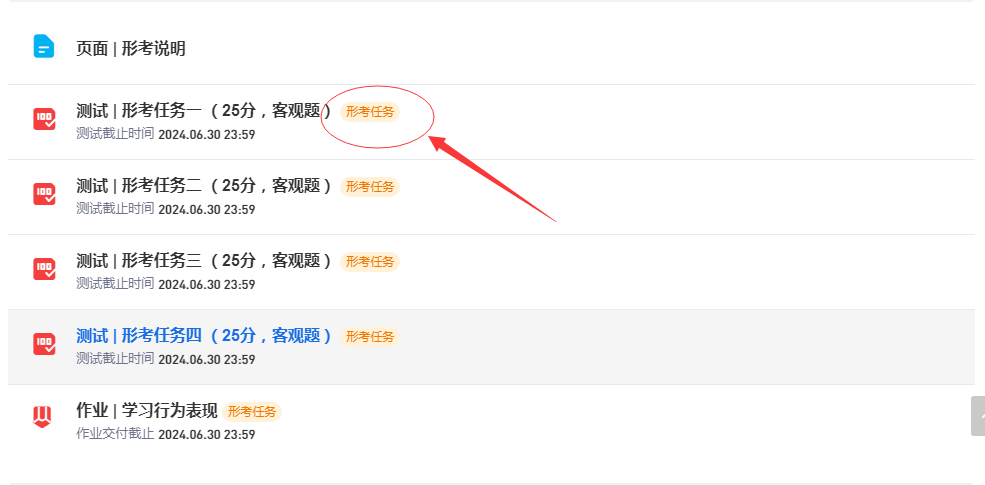 页面 | 形考说明
测试 | 形考任务一 ( 25分 , 客观题 ) 形考任务
测试截止时间 2024.06.30 23:59
测试 | 形考任务二 ( 25分 , 客观题 ) 形考任务
测试截止时间 2024.06.30 23:59
测试 | 形考任务三 ( 25分 , 客观题 ) 形考任务
测试截止时间 2024.06.30 23:59
测试 | 形考任务四 ( 25分 , 客观题 ) 形考任务
测试截止时间 2024.06.30 23:59
作业 | 学习行为表现 形考任务
作业交付截止 2024.06.30 23:59